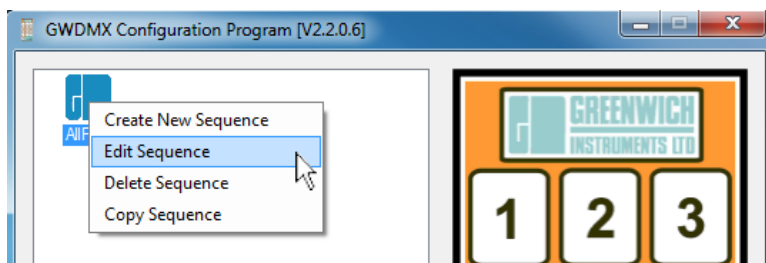 GWDMX Configuration Program [V2.2.0.6]
GREENWICH
INSTRUMENTS LTD
Create New Sequence
Edit Sequence
Delete Sequence
Copy Sequence
1 2 3